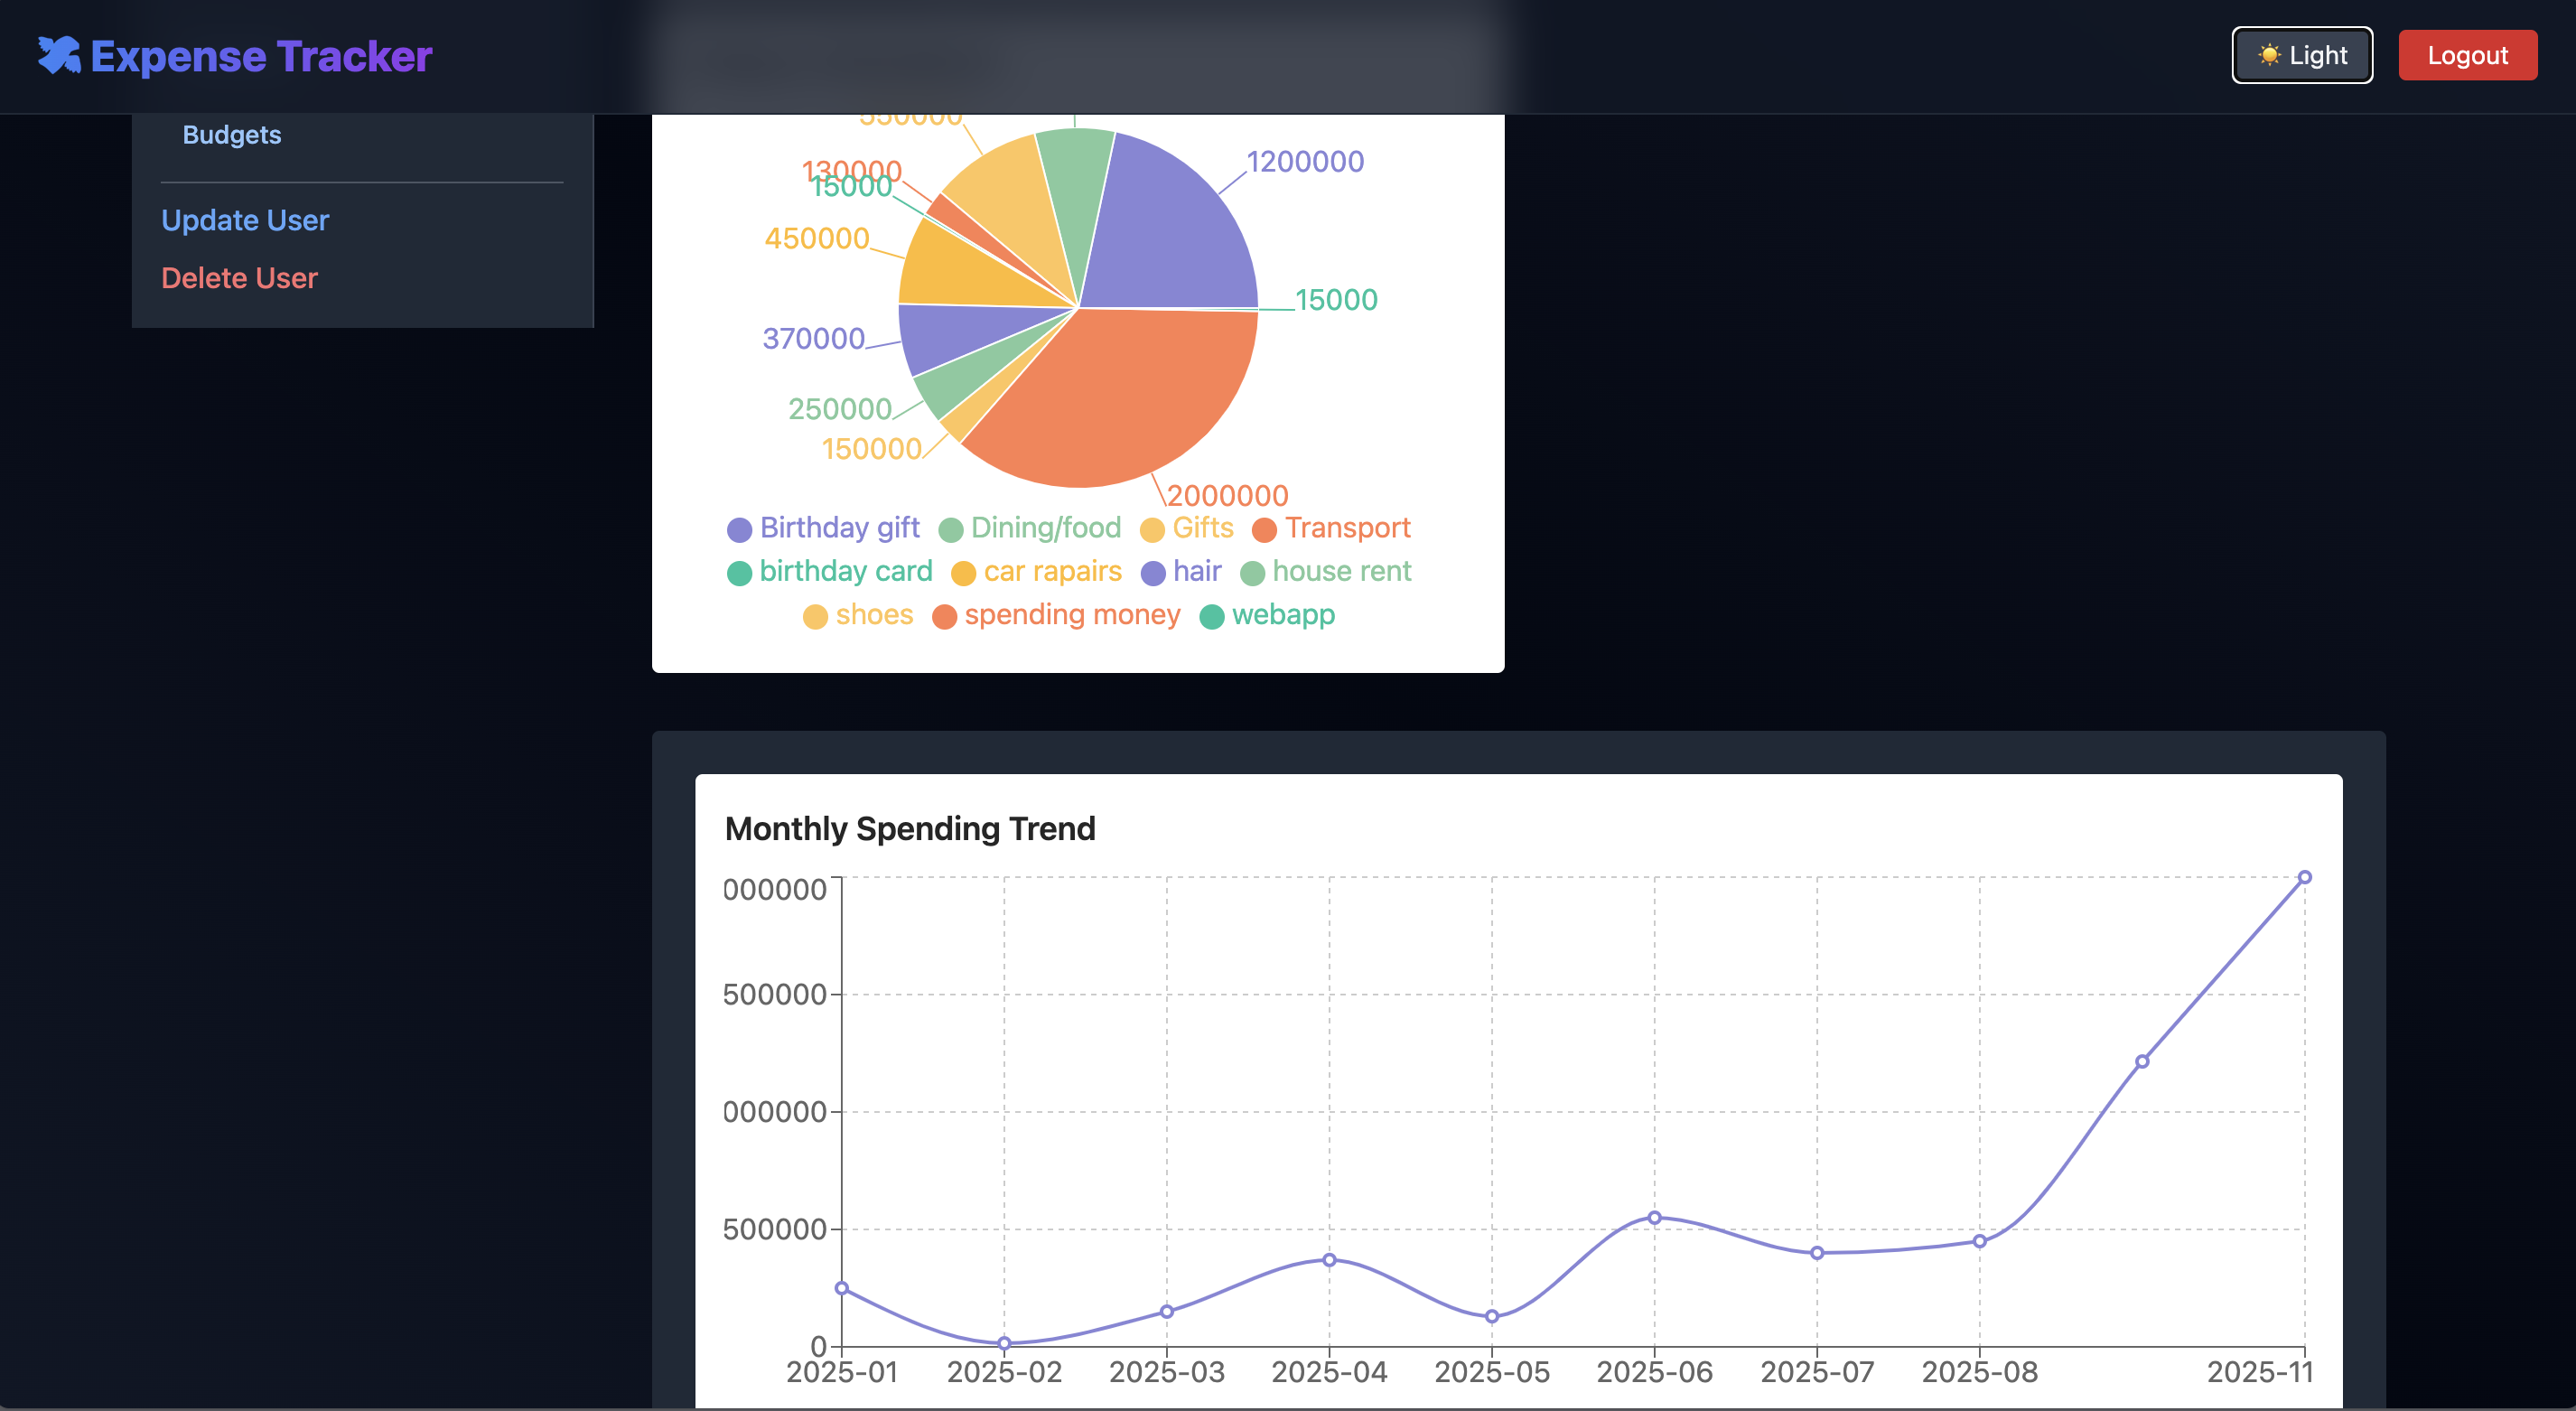 Expense Tracker
Light
Logout
Budgets
Update User
Delete User
550000
1200000
130000
15000
450000
15000
370000
250000
150000
2000000
Birthday gift Dining/food Gifts Transport
birthday card car rapairs hair house rent
shoes spending money webapp
Monthly Spending Trend
000000
500000
000000
500000
0
2025-01 2025-02 2025-03 2025-04 2025-05 2025-06 2025-07 2025-08 2025-11